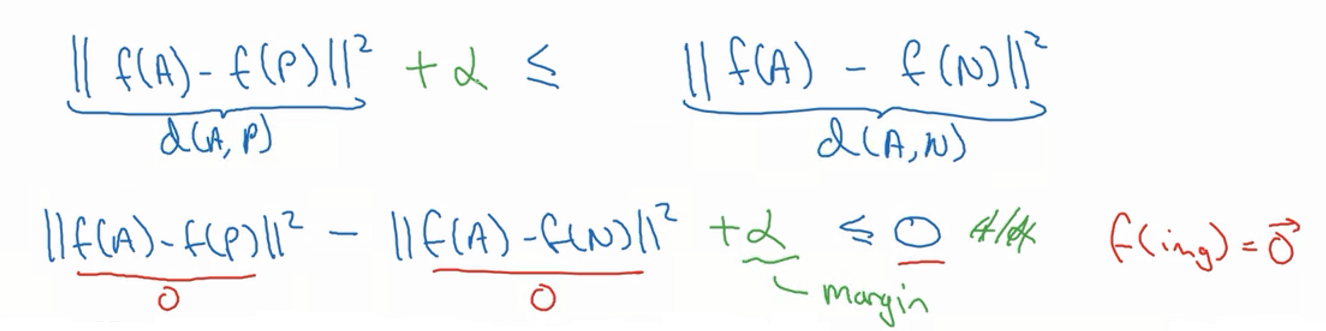 ‖f(A) - f(P)‖² + α ≤ ‖f(A) - f(N)‖²
d(A, P) d(A, N)
‖f(A) - f(P)‖² - ‖f(A) - f(N)‖² + α ≤ 0 f(img) = 0⃗
0 0 margin